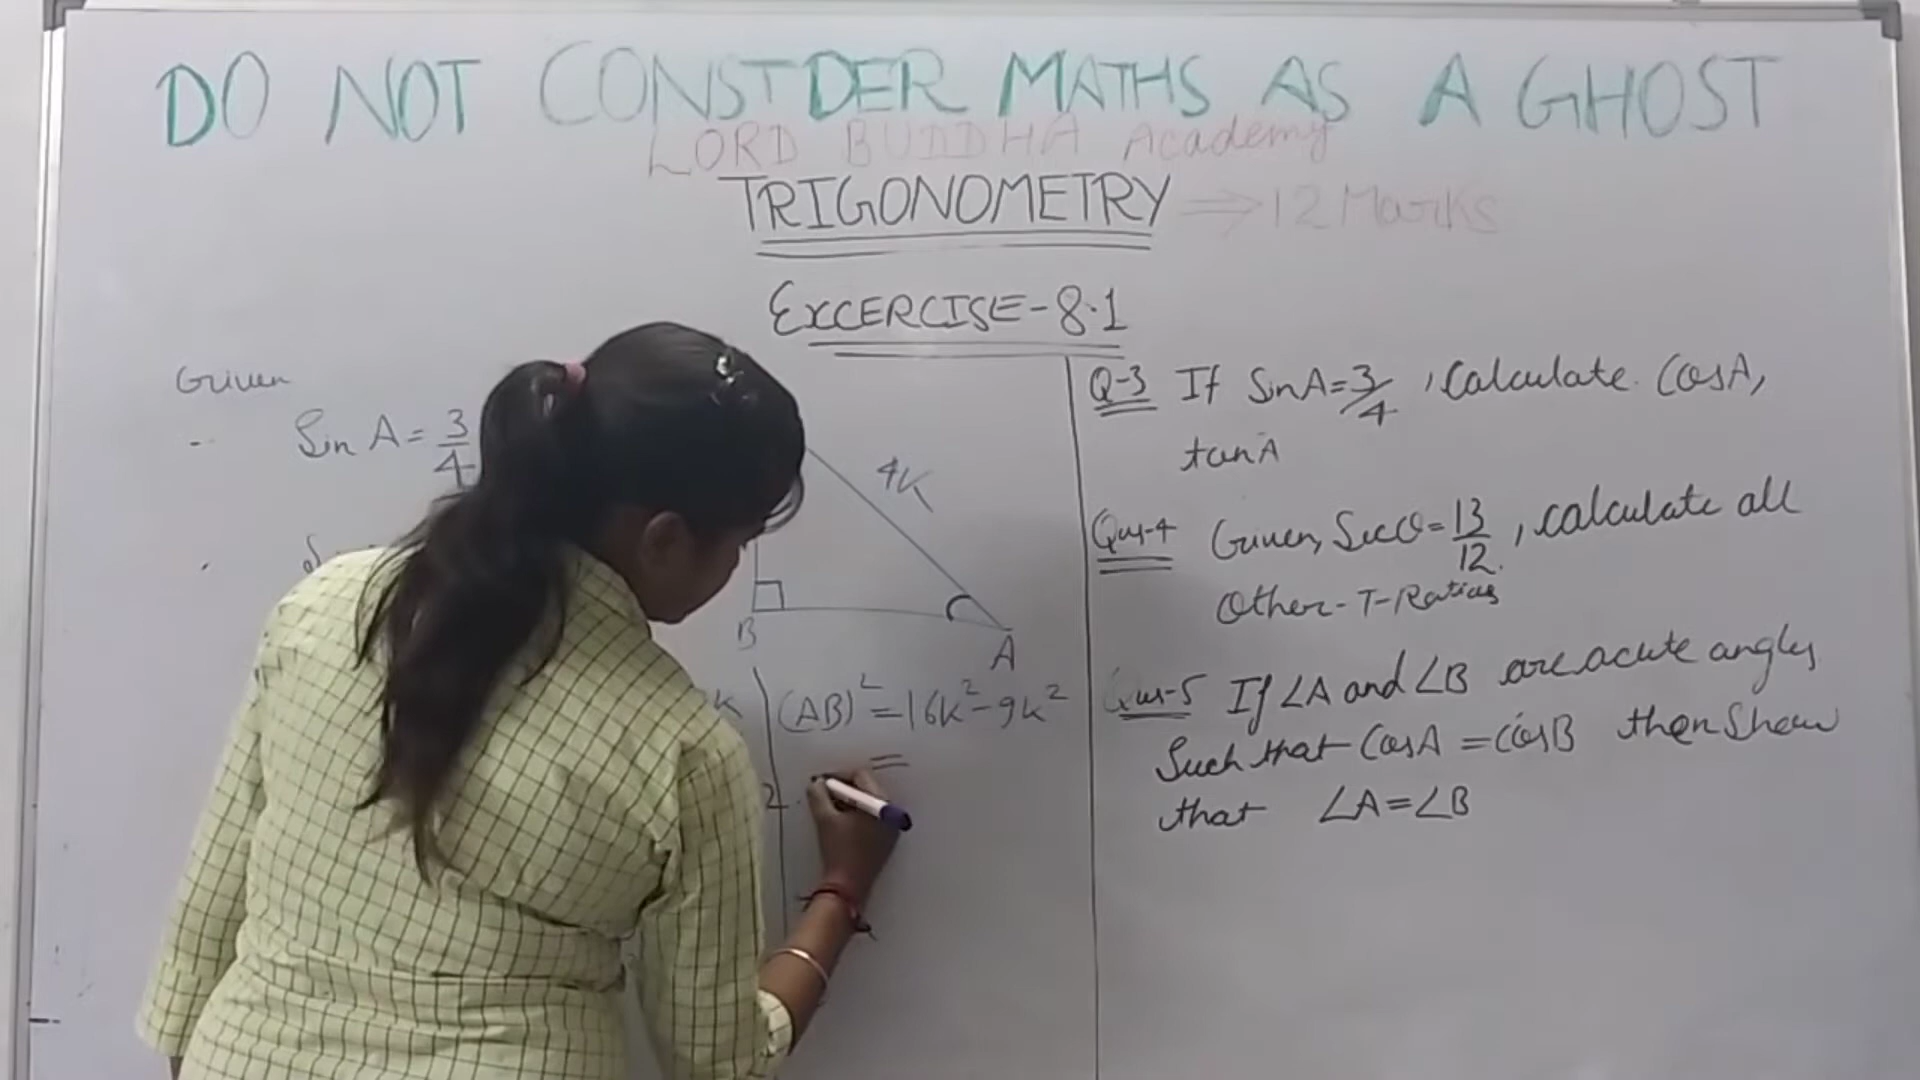 DO NOT CONSIDER MATHS AS A GHOST
LORD BUDDHA Academy
TRIGONOMETRY ⇒ 12 Marks
EXCERCISE-8.1
Given
Sin A = 3/4
4K
B
A
(AB)² = 16K² - 9K²
=
Q-3 If SinA = 3/4, Calculate CosA,
tanA
Qus-4 Given, Secθ = 13/12, calculate all
Other-T-Ratios
Qus-5 If ∠A and ∠B are acute angles
Such that CosA = CosB then Show
that ∠A = ∠B